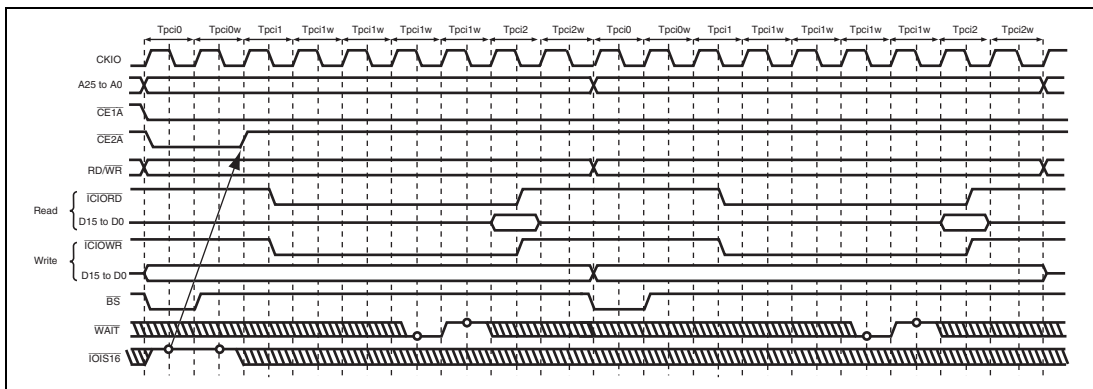 Tpci0 Tpci0w Tpci1 Tpci1w Tpci1w Tpci1w Tpci1w Tpci2 Tpci2w Tpci0 Tpci0w Tpci1 Tpci1w Tpci1w Tpci1w Tpci1w Tpci2 Tpci2w
CKIO
A25 to A0
CE1A
CE2A
RD/WR
ICIORD
Read
D15 to D0
ICIOWR
Write
D15 to D0
BS
WAIT
IOIS16